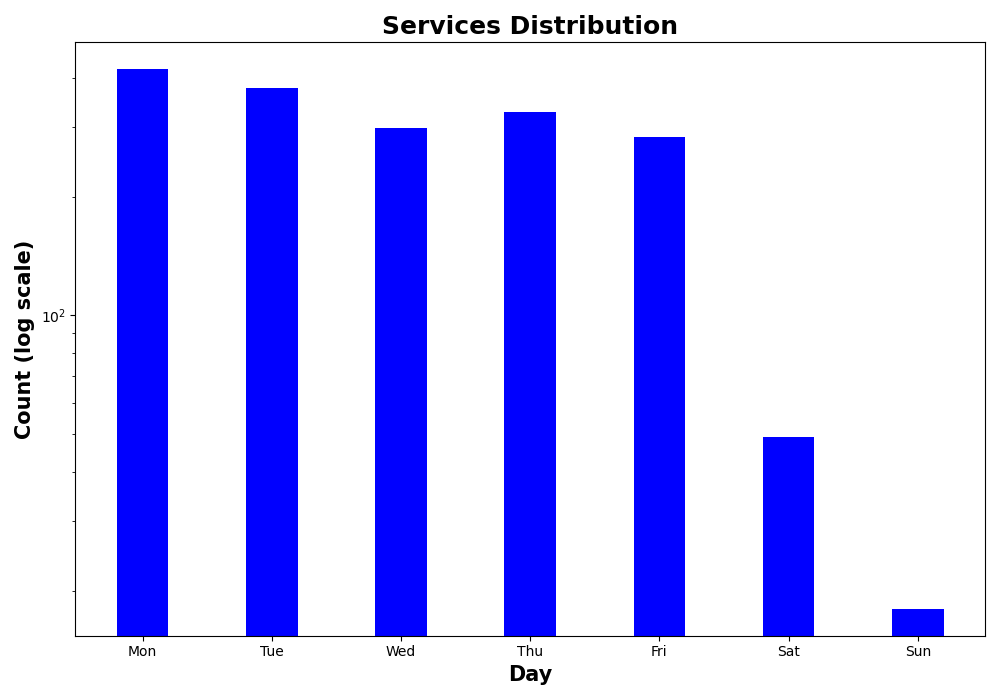 Services Distribution
Count (log scale)
10²
Mon Tue Wed Thu Fri Sat Sun
Day